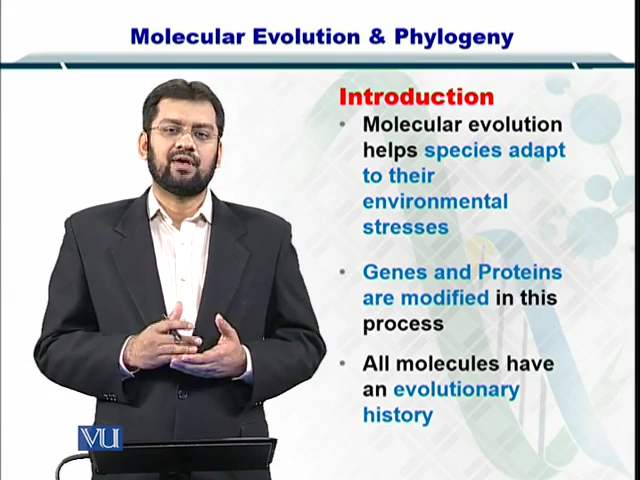 Molecular Evolution & Phylogeny
Introduction
• Molecular evolution
helps species adapt
to their
environmental
stresses
• Genes and Proteins
are modified in this
process
• All molecules have
an evolutionary
history
VU